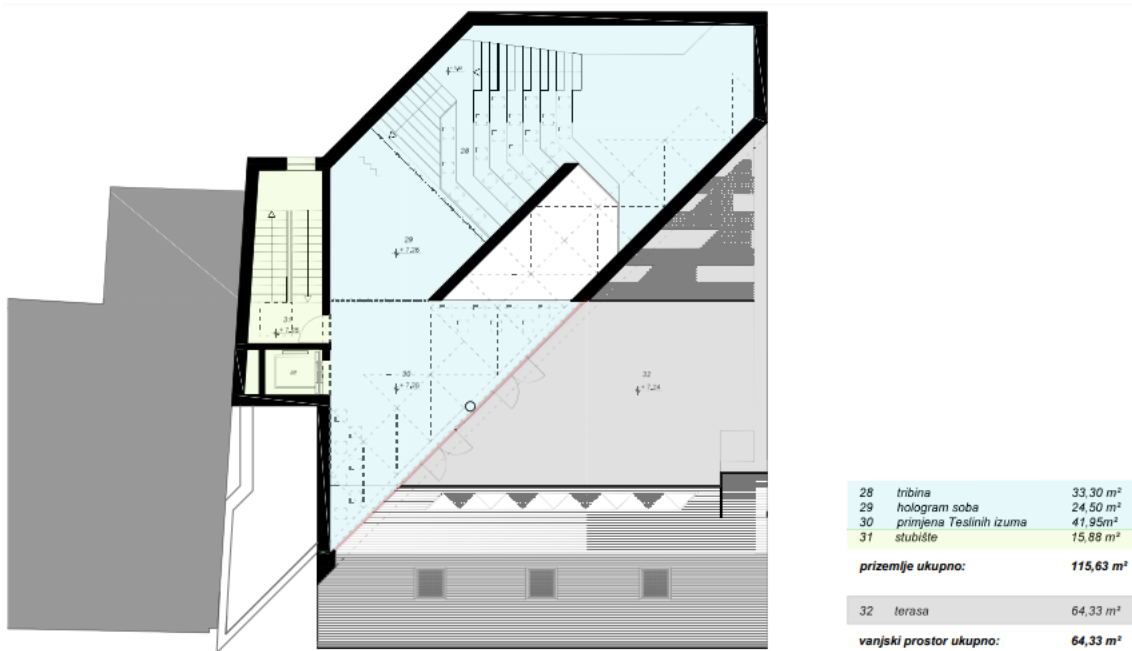 28
29
+ 7,26
31
30
32
+ 7,24
28 tribina 33,30 m²
29 hologram soba 24,50 m²
30 primjena Teslinih izuma 41,95m²
31 stubište 15,88 m²
prizemlje ukupno: 115,63 m²
32 terasa 64,33 m²
vanjski prostor ukupno: 64,33 m²